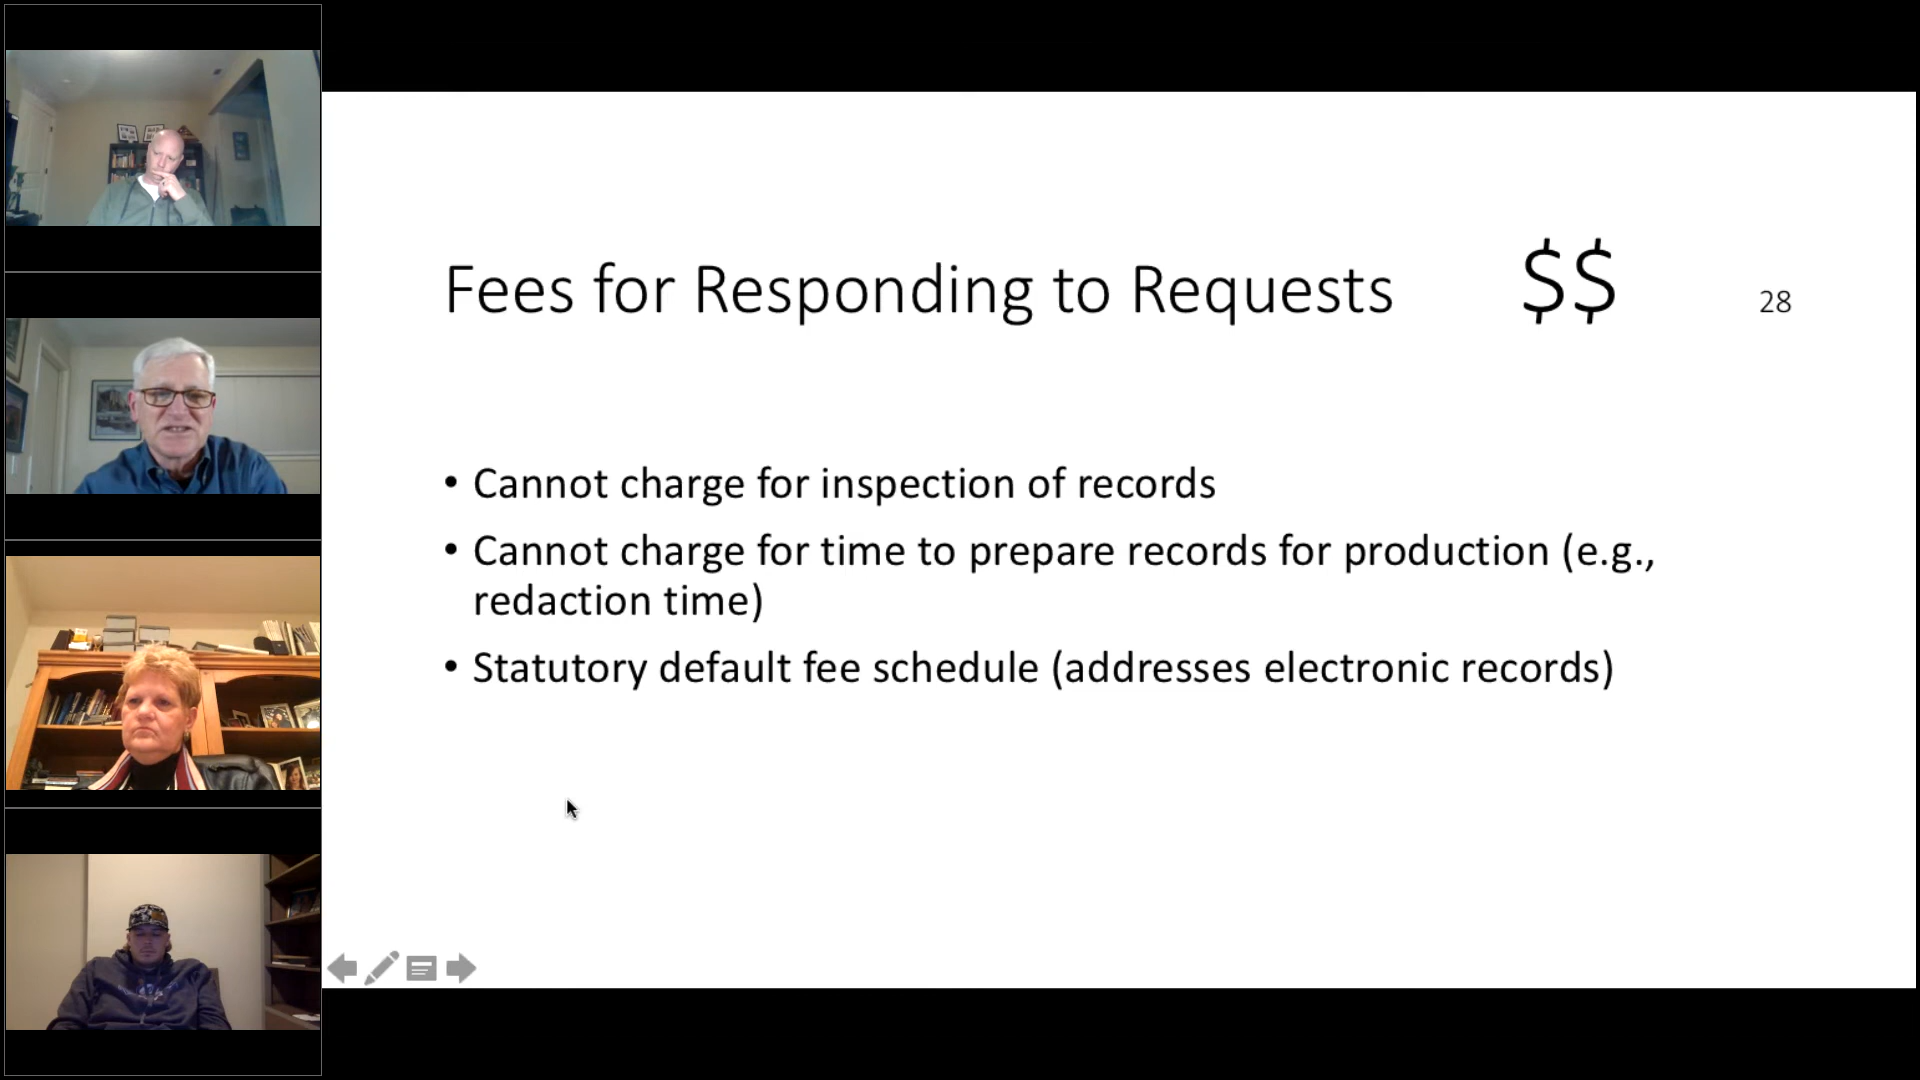 Fees for Responding to Requests $$ 28
• Cannot charge for inspection of records
• Cannot charge for time to prepare records for production (e.g.,
redaction time)
• Statutory default fee schedule (addresses electronic records)